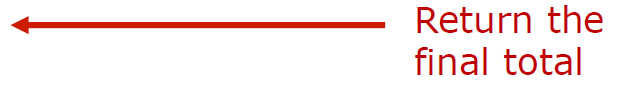 Return the
final total